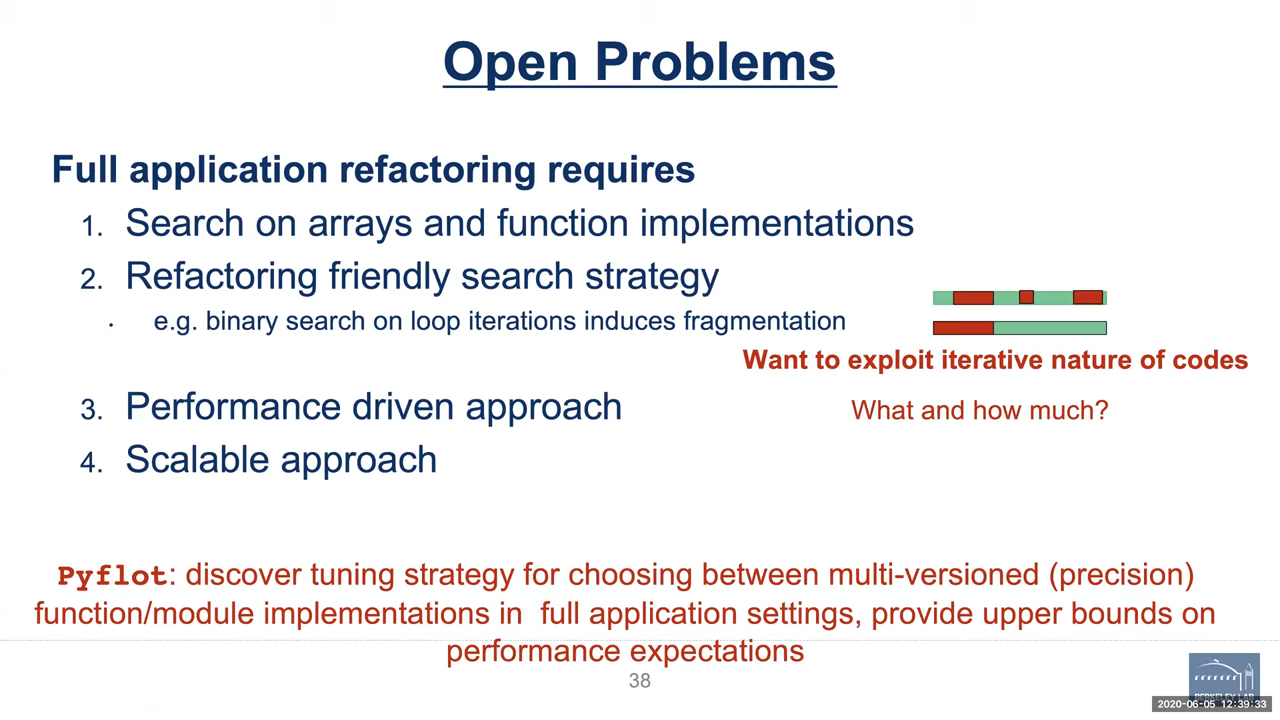 Open Problems
Full application refactoring requires
1. Search on arrays and function implementations
2. Refactoring friendly search strategy
· e.g. binary search on loop iterations induces fragmentation
Want to exploit iterative nature of codes
3. Performance driven approach
What and how much?
4. Scalable approach
Pyflot: discover tuning strategy for choosing between multi-versioned (precision)
function/module implementations in full application settings, provide upper bounds on
performance expectations
38
BERKELEY LAB
2020-06-05 12:39:33